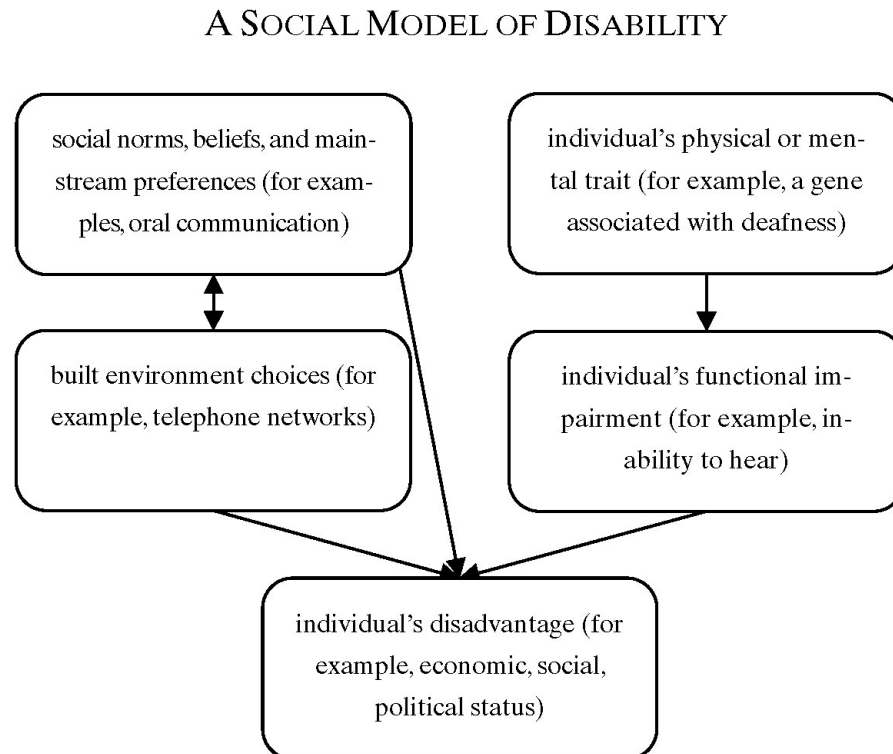 A SOCIAL MODEL OF DISABILITY
social norms, beliefs, and main-
stream preferences (for exam-
ples, oral communication)
individual's physical or men-
tal trait (for example, a gene
associated with deafness)
built environment choices (for
example, telephone networks)
individual's functional im-
pairment (for example, in-
ability to hear)
individual's disadvantage (for
example, economic, social,
political status)